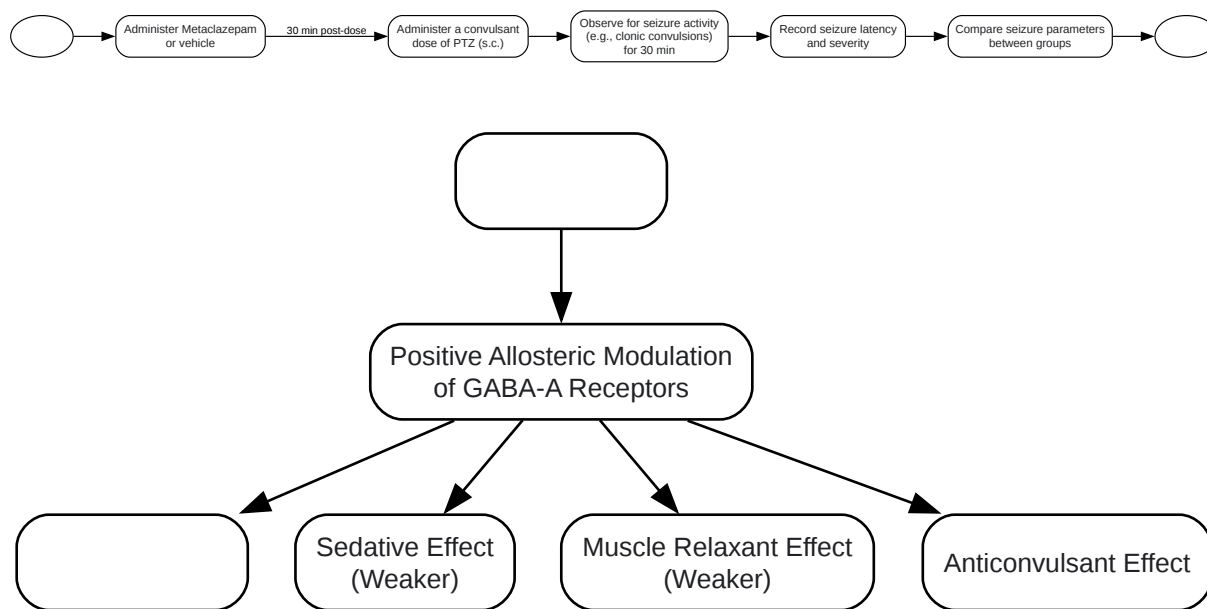 Administer Metaclazepam
or vehicle
30 min post-dose
Administer a convulsant
dose of PTZ (s.c.)
Observe for seizure activity
(e.g., clonic convulsions)
for 30 min
Record seizure latency
and severity
Compare seizure parameters
between groups
Positive Allosteric Modulation
of GABA-A Receptors
Sedative Effect
(Weaker)
Muscle Relaxant Effect
(Weaker)
Anticonvulsant Effect